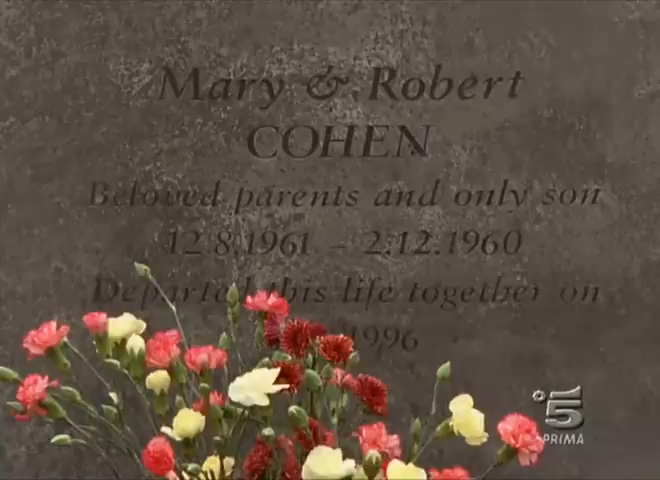 Mary & Robert
COHEN
Beloved parents and only son
12.8.1961 – 2.12.1960
Departed this life together on
1996
5
PRIMA